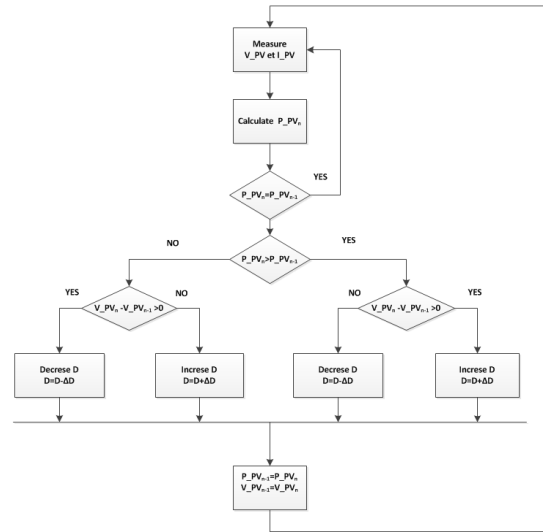 Measure
V_PV et I_PV
Calculate P_PVn
YES
P_PVn=P_PVn-1
NO
YES
P_PVn>P_PVn-1
YES
NO
NO
YES
V_PVn -V_PVn-1 >0
V_PVn -V_PVn-1 >0
Decrese D
D=D-ΔD
Increse D
D=D+ΔD
Decrese D
D=D-ΔD
Increse D
D=D+ΔD
P_PVn-1=P_PVn
V_PVn-1=V_PVn